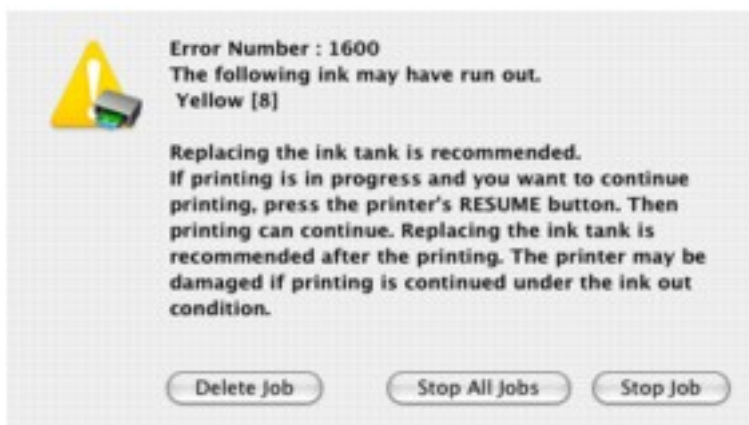 Error Number : 1600
The following ink may have run out.
Yellow [8]
Replacing the ink tank is recommended.
If printing is in progress and you want to continue
printing, press the printer's RESUME button. Then
printing can continue. Replacing the ink tank is
recommended after the printing. The printer may be
damaged if printing is continued under the ink out
condition.
Delete Job Stop All Jobs Stop Job